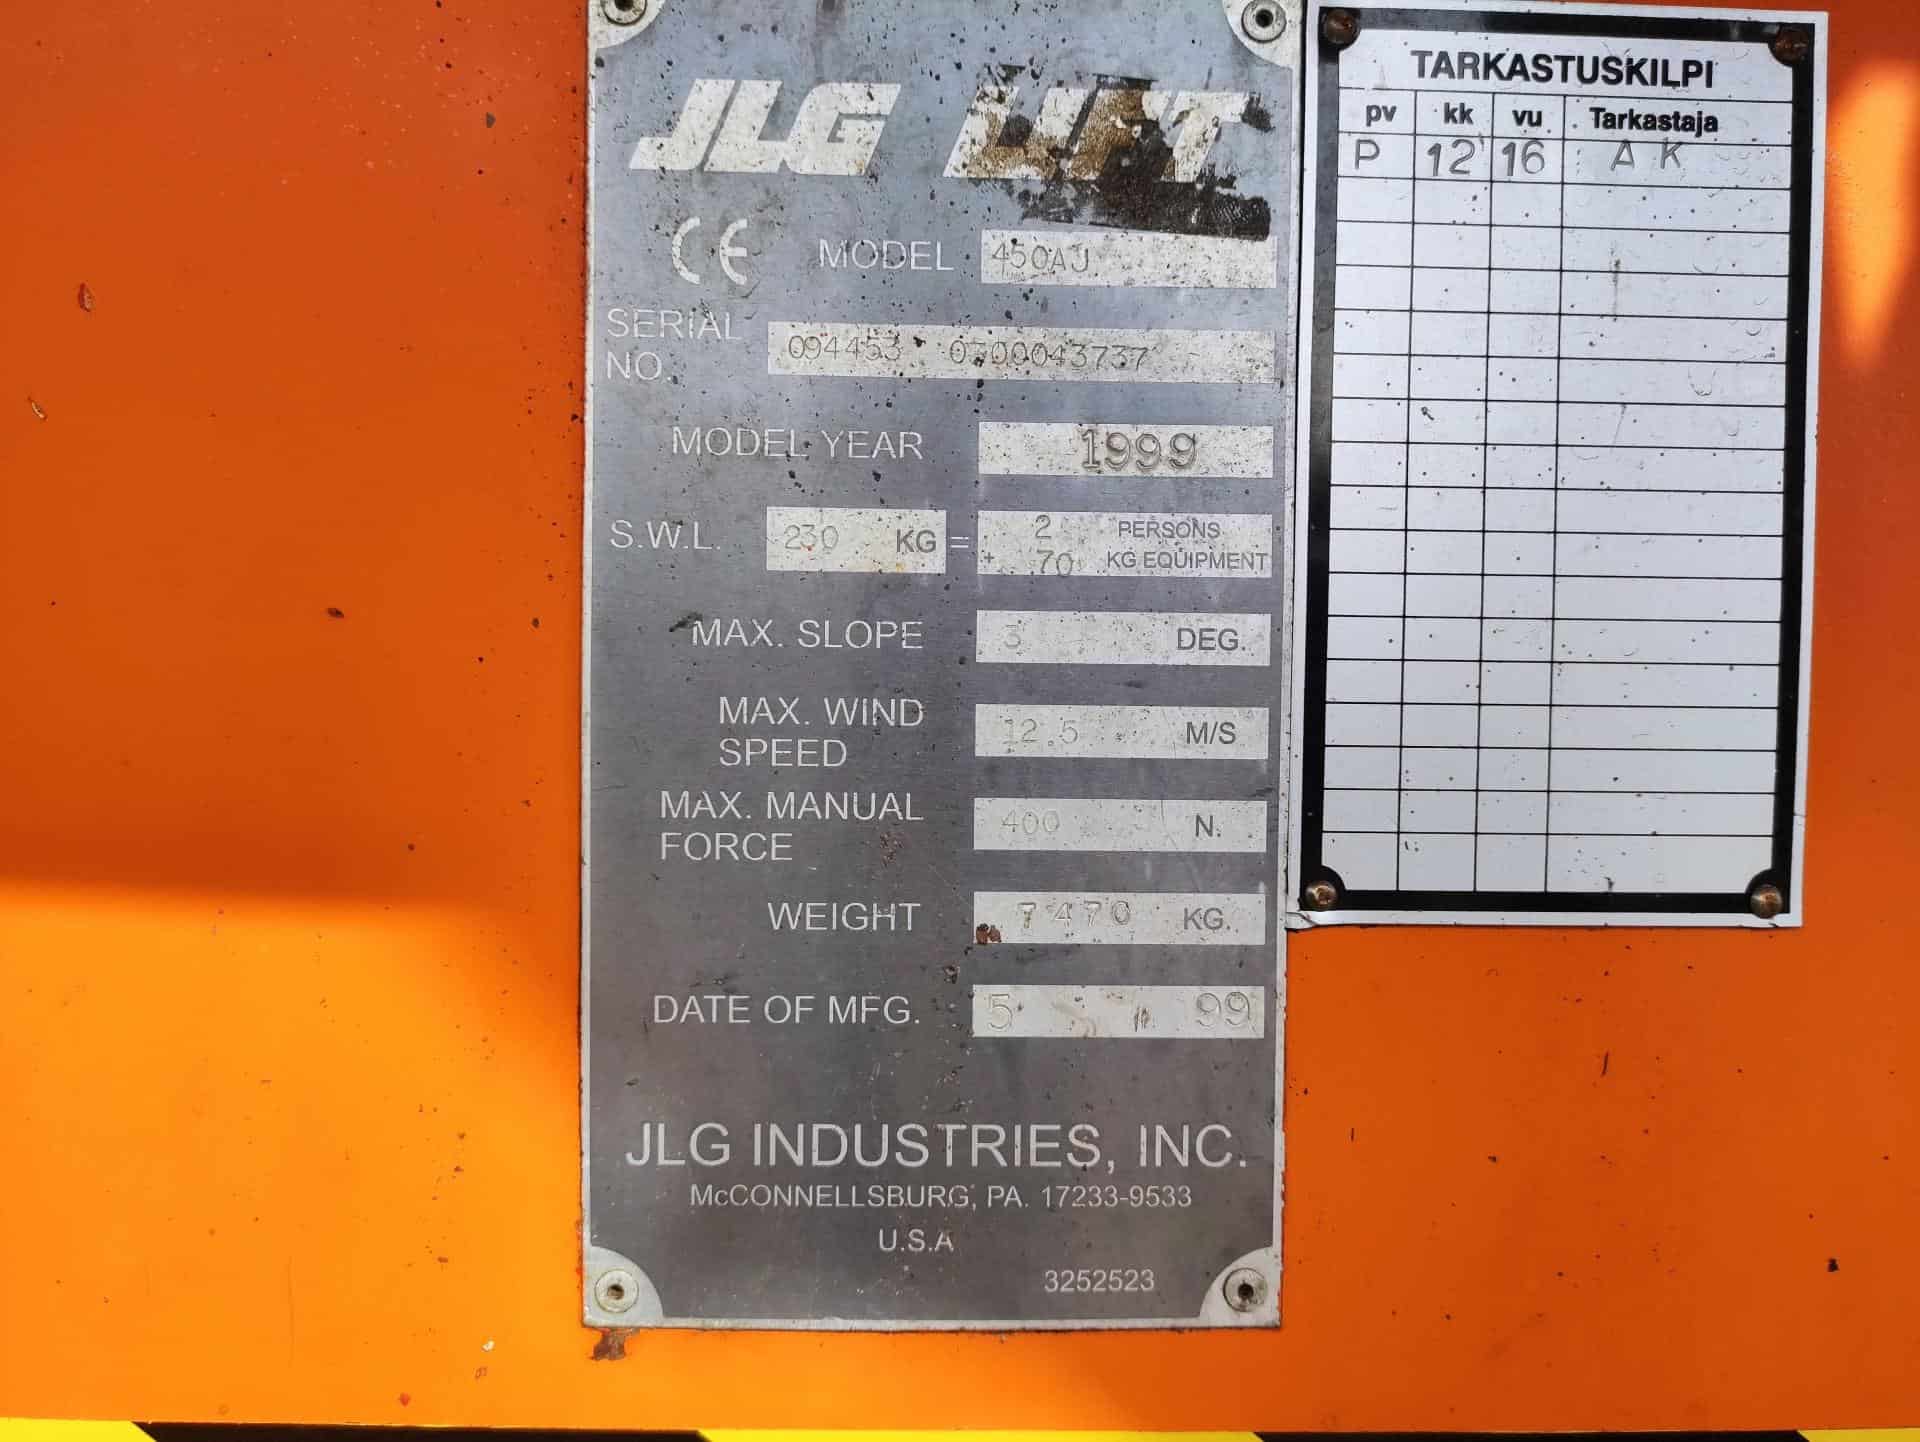 JLG LIFT
CE MODEL 450AJ
SERIAL NO. 094453 0300043737
MODEL YEAR 1999
S.W.L. 230 KG = 2 PERSONS
+ 70 KG EQUIPMENT
MAX. SLOPE 3 DEG.
MAX. WIND SPEED 12.5 M/S
MAX. MANUAL FORCE 400 N.
WEIGHT 7470 KG.
DATE OF MFG. 5 99
JLG INDUSTRIES, INC.
McCONNELLSBURG, PA. 17233-9533
U.S.A
3252523
TARKASTUSKILPI
pv kk vu Tarkastaja
P 12 16 A K